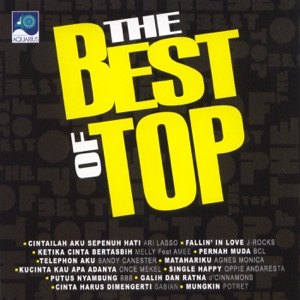 AQUARIUS
THE
BEST
OF
TOP
• CINTAILAH AKU SEPENUH HATI ARI LASSO • FALLIN' IN LOVE J-ROCKS
• KETIKA CINTA BERTASBIH MELLY Feat AMEE • PERNAH MUDA BCL
• TELEPHON AKU SANDY CANESTER • MATAHARIKU AGNES MONICA
• KUCINTA KAU APA ADANYA ONCE MEKEL • SINGLE HAPPY OPPIE ANDARESTA
• PUTUS NYAMBUNG BBB • GALIH DAN RATNA d'CINNAMONS
• CINTA HARUS DIMENGERTI SABIAN • MUNGKIN POTRET